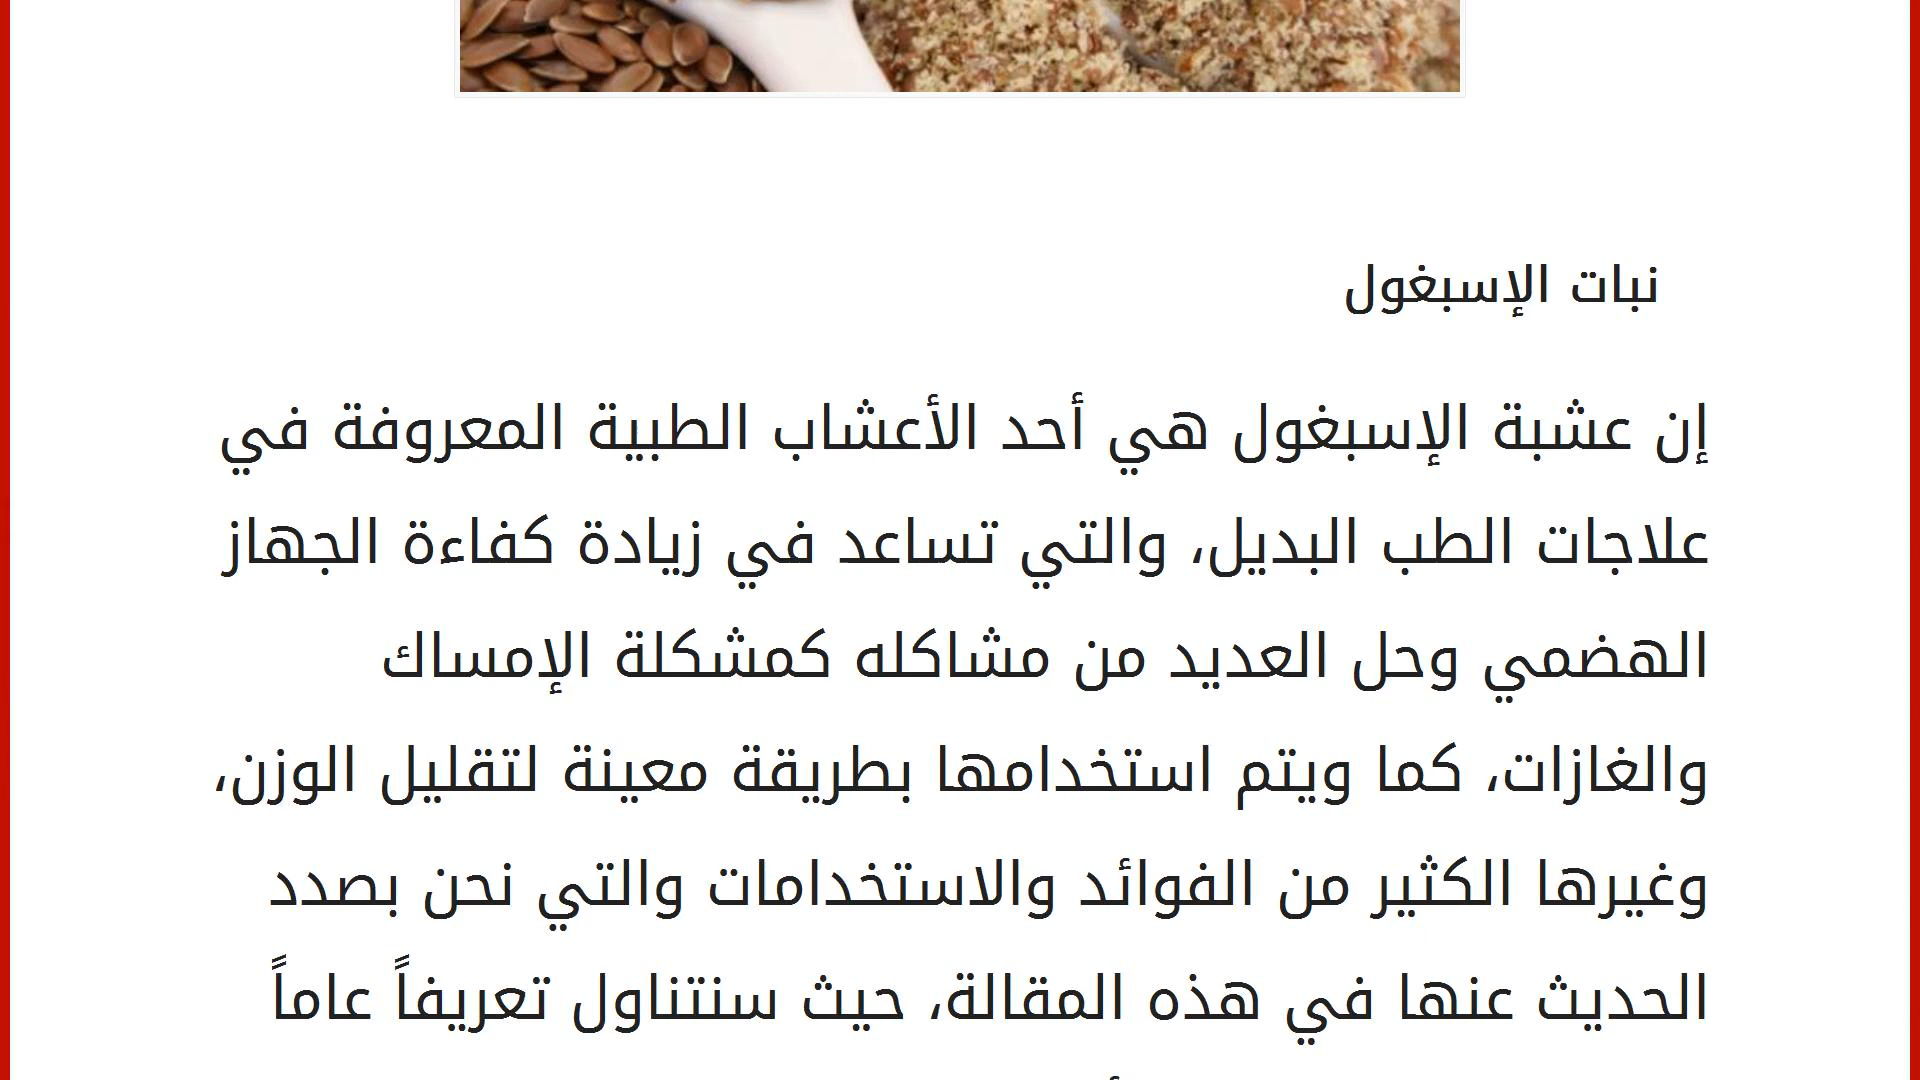 نبات الإسبغول
إن عشبة الإسبغول هي أحد الأعشاب الطبية المعروفة في
علاجات الطب البديل، والتي تساعد في زيادة كفاءة الجهاز
الهضمي وحل العديد من مشاكله كمشكلة الإمساك
والغازات، كما ويتم استخدامها بطريقة معينة لتقليل الوزن،
وغيرها الكثير من الفوائد والاستخدامات والتي نحن بصدد
الحديث عنها في هذه المقالة، حيث سنتناول تعريفاً عاماً